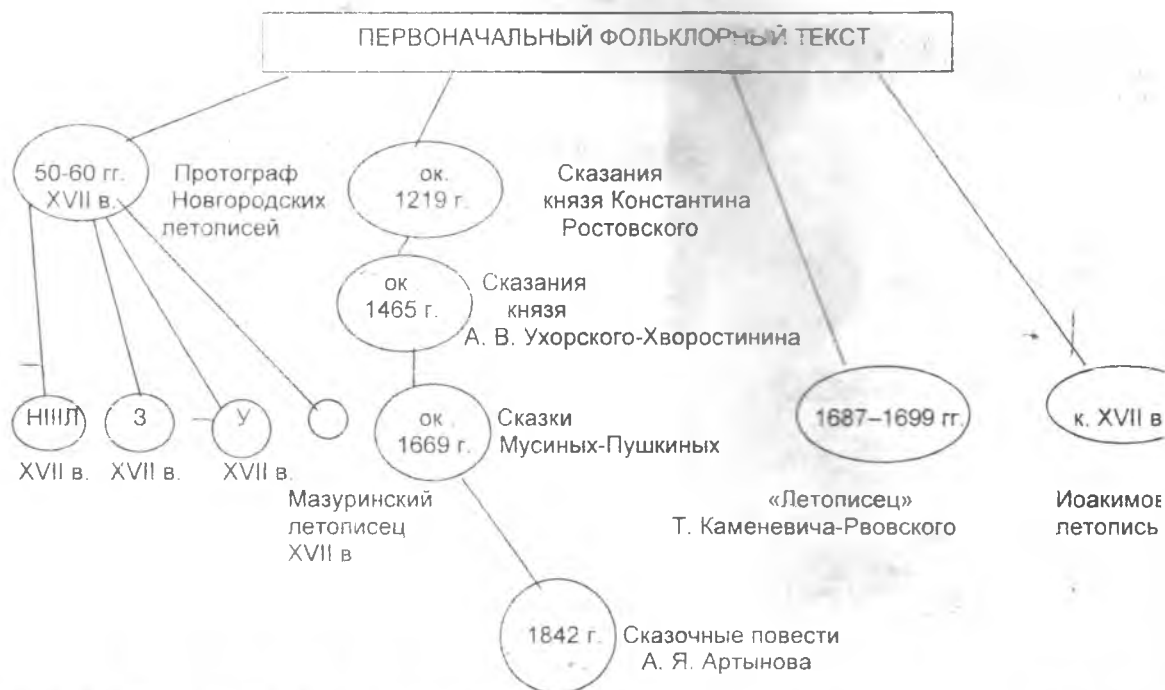 ПЕРВОНАЧАЛЬНЫЙ ФОЛЬКЛОРНЫЙ ТЕКСТ
50-60 гг.
XVII в.
Протограф
Новгородских
летописей
ок.
1219 г.
Сказания
князя Константина
Ростовского
ок.
1465 г.
Сказания
князя
А. В. Ухорского-Хворостинина
НІІІЛ
XVII в.
З
XVII в.
У
XVII в.
Мазуринский
летописец
XVII в
ок.
1669 г.
Сказки
Мусиных-Пушкиных
1687–1699 гг.
«Летописец»
Т. Каменевича-Рвовского
к. XVII в
Иоакимов
летопись
1842 г.
Сказочные повести
А. Я. Артынова